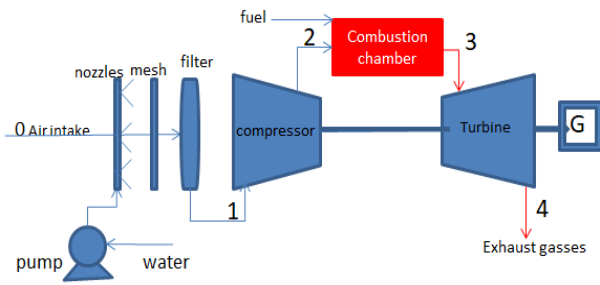 fuel
2
Combustion
chamber
3
nozzles
mesh
filter
0 Air intake
compressor
Turbine
G
1
4
pump
water
Exhaust gasses